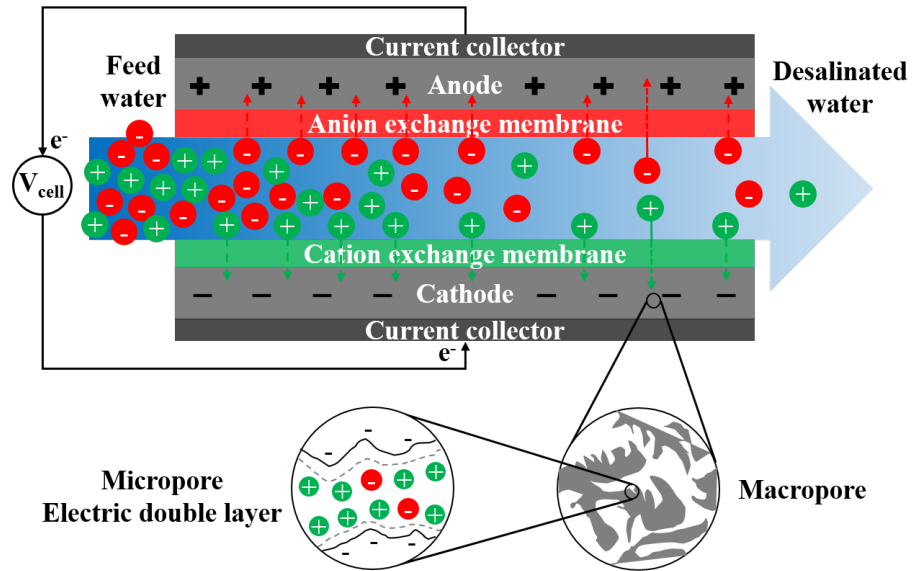 Current collector
Feed
water
Anode
Desalinated
water
Anion exchange membrane
e-
Vcell
Cation exchange membrane
Cathode
Current collector
e-
Micropore
Electric double layer
Macropore